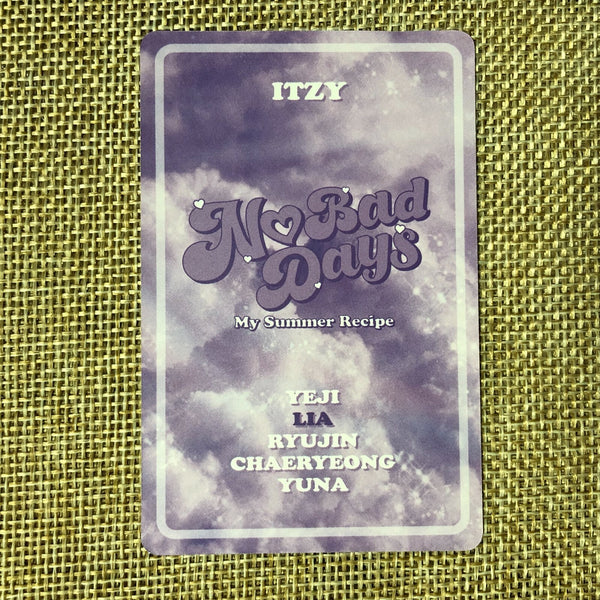 ITZY
No Bad
Days
My Summer Recipe
YEJI
LIA
RYUJIN
CHAERYEONG
YUNA